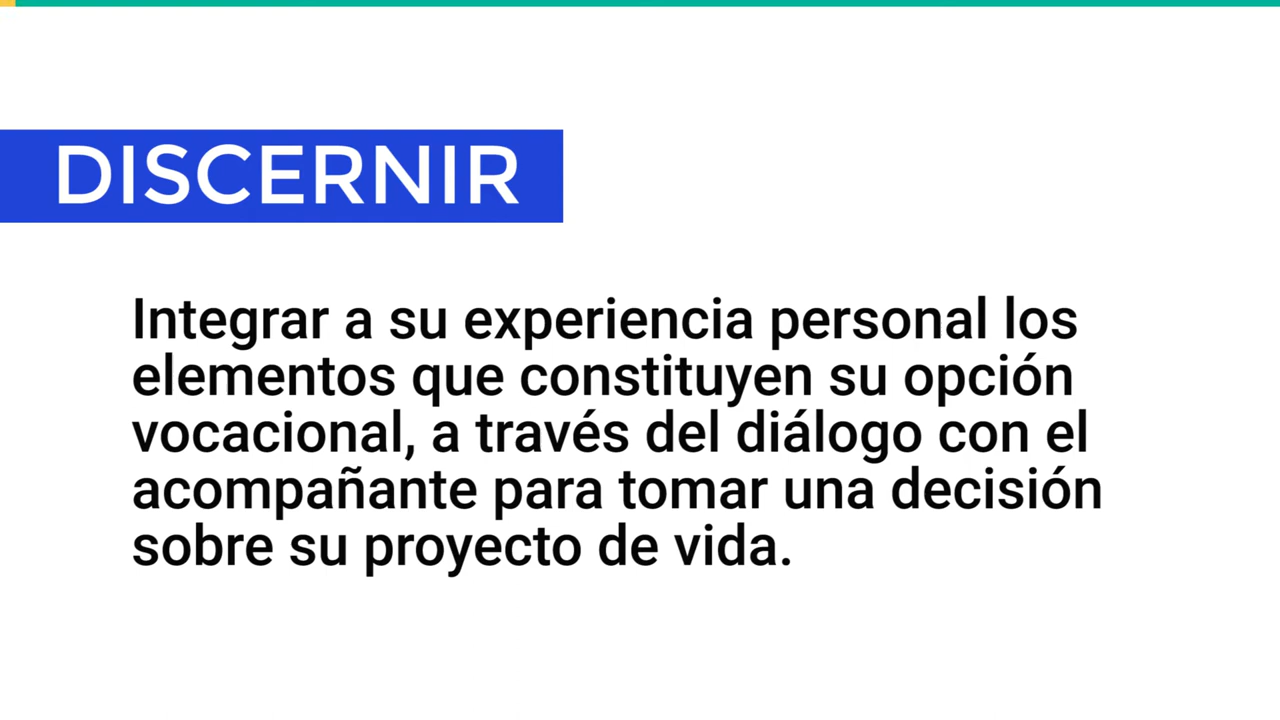 DISCERNIR
Integrar a su experiencia personal los
elementos que constituyen su opción
vocacional, a través del diálogo con el
acompañante para tomar una decisión
sobre su proyecto de vida.